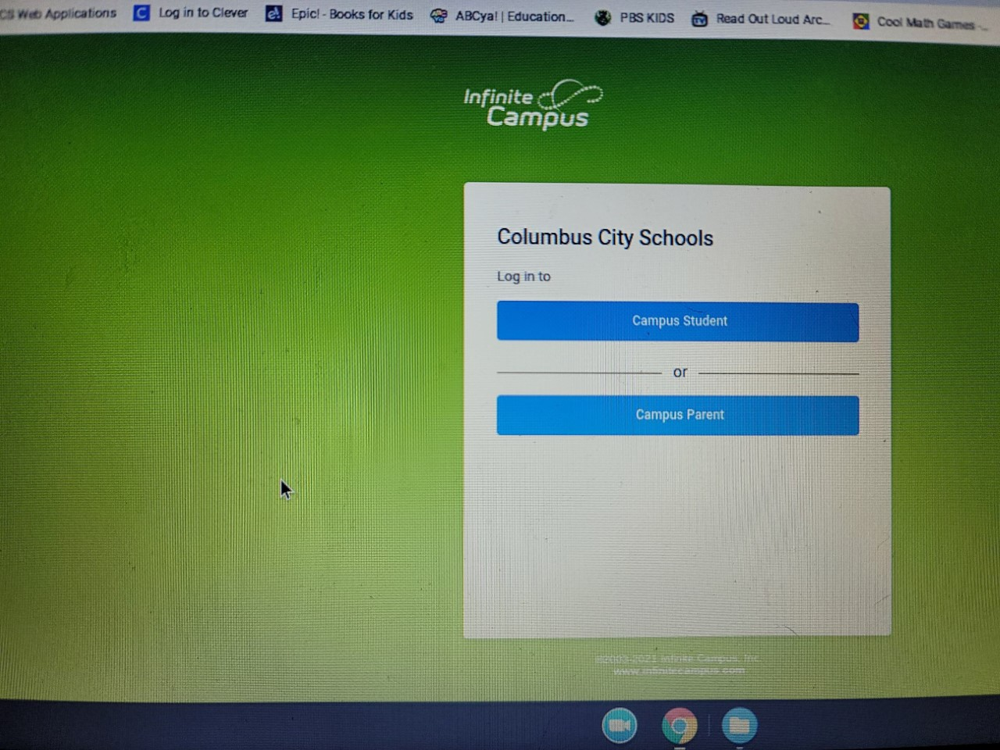 CS Web Applications Log in to Clever Epic! - Books for Kids ABCya! | Education... PBS KIDS Read Out Loud Arc... Cool Math Games -...
Infinite
Campus
Columbus City Schools
Log in to
Campus Student
or
Campus Parent
©2003-2021 Infinite Campus, Inc.
www.infinitecampus.com